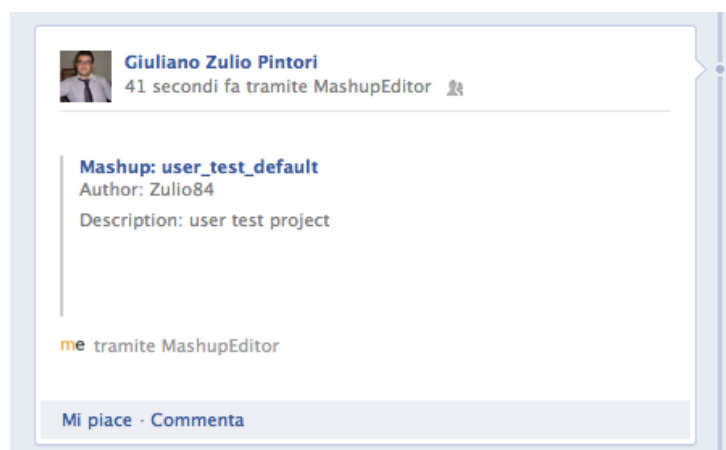 Giuliano Zulio Pintori
41 secondi fa tramite MashupEditor
Mashup: user_test_default
Author: Zulio84
Description: user test project
me tramite MashupEditor
Mi piace · Commenta